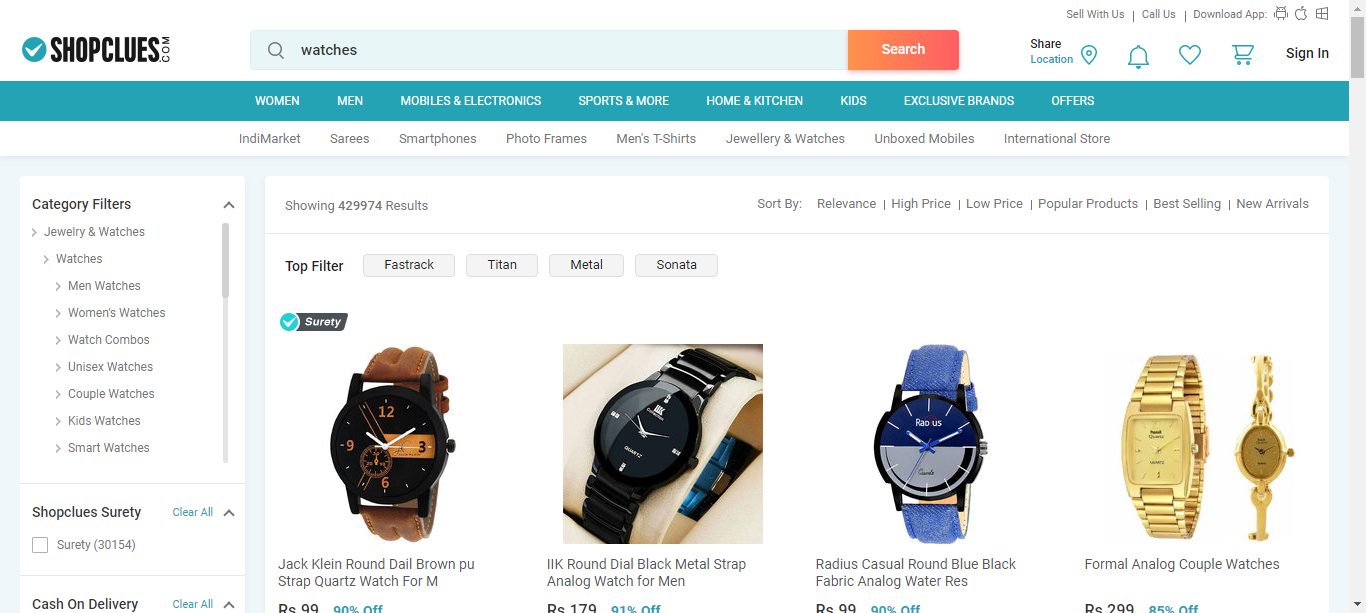 Sell With Us | Call Us | Download App:
SHOPCLUES.COM
watches
Search
Share
Location
Sign In
WOMEN MEN MOBILES & ELECTRONICS SPORTS & MORE HOME & KITCHEN KIDS EXCLUSIVE BRANDS OFFERS
IndiMarket Sarees Smartphones Photo Frames Men's T-Shirts Jewellery & Watches Unboxed Mobiles International Store
Category Filters
Jewelry & Watches
Watches
Men Watches
Women's Watches
Watch Combos
Unisex Watches
Couple Watches
Kids Watches
Smart Watches
Shopclues Surety Clear All
Surety (30154)
Cash On Delivery Clear All
Showing 429974 Results
Sort By: Relevance | High Price | Low Price | Popular Products | Best Selling | New Arrivals
Top Filter Fastrack Titan Metal Sonata
Surety
12
9
3
6
IIK
QUARTZ
Radius
Quartz
QUARTZ
Jack Klein Round Dail Brown pu
Strap Quartz Watch For M
Rs.99 90% Off
IIK Round Dial Black Metal Strap
Analog Watch for Men
Rs.179 91% Off
Radius Casual Round Blue Black
Fabric Analog Water Res
Rs.99 90% Off
Formal Analog Couple Watches
Rs.299 85% Off